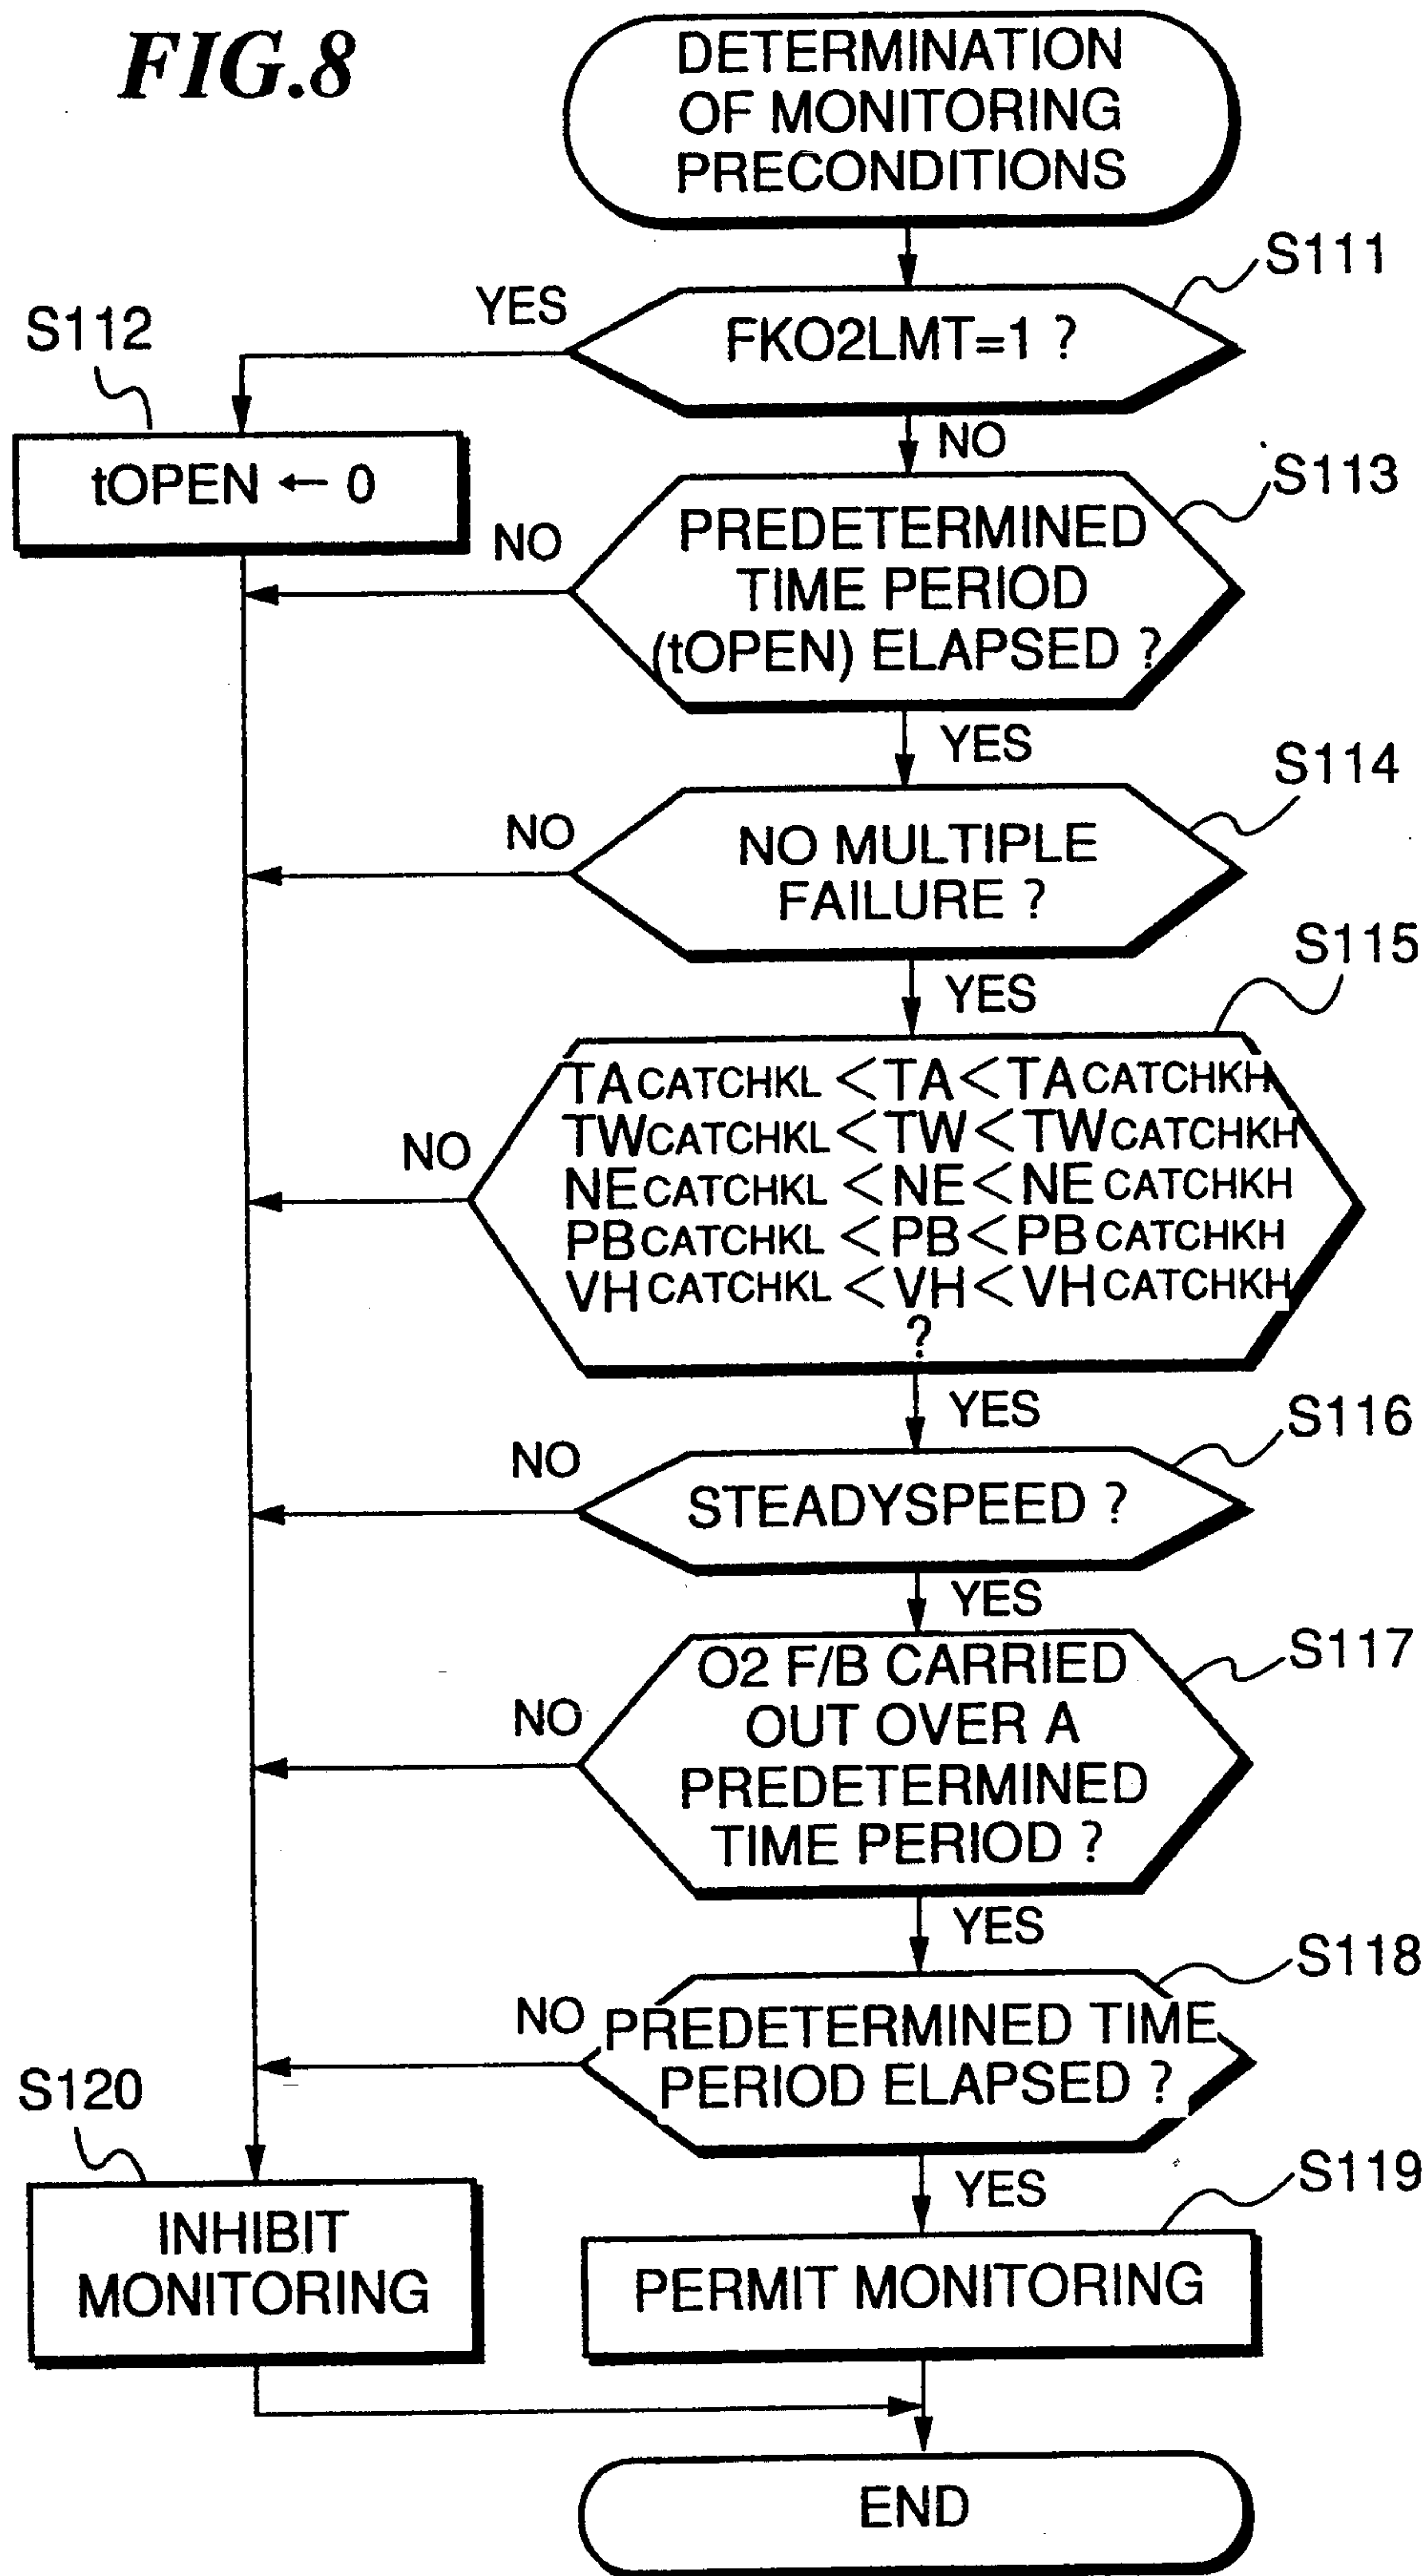 FIG.8
DETERMINATION
OF MONITORING
PRECONDITIONS
S111
YES
FKO2LMT=1 ?
S112
tOPEN ← 0
NO
S113
NO
PREDETERMINED
TIME PERIOD
(tOPEN) ELAPSED ?
YES
S114
NO
NO MULTIPLE
FAILURE ?
YES
S115
NO
TACATCHKL < TA < TACATCHKH
TWCATCHKL < TW < TWCATCHKH
NECATCHKL < NE < NECATCHKH
PBCATCHKL < PB < PBCATCHKH
VHCATCHKL < VH < VHCATCHKH
?
YES
S116
NO
STEADYSPEED ?
YES
S117
NO
O2 F/B CARRIED
OUT OVER A
PREDETERMINED
TIME PERIOD ?
YES
S118
NO
PREDETERMINED TIME
PERIOD ELAPSED ?
S120
YES
S119
INHIBIT
MONITORING
PERMIT MONITORING
END